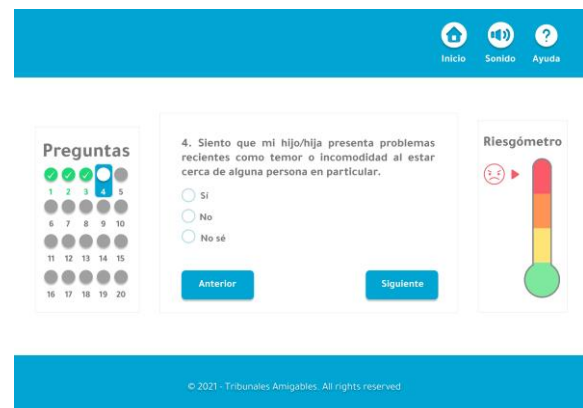 Inicio Sonido Ayuda
Preguntas
1 2 3 4 5
6 7 8 9 10
11 12 13 14 15
16 17 18 19 20
4. Siento que mi hijo/hija presenta problemas
recientes como temor o incomodidad al estar
cerca de alguna persona en particular.
Sí
No
No sé
Anterior Siguiente
Riesgómetro
© 2021 - Tribunales Amigables. All rights reserved